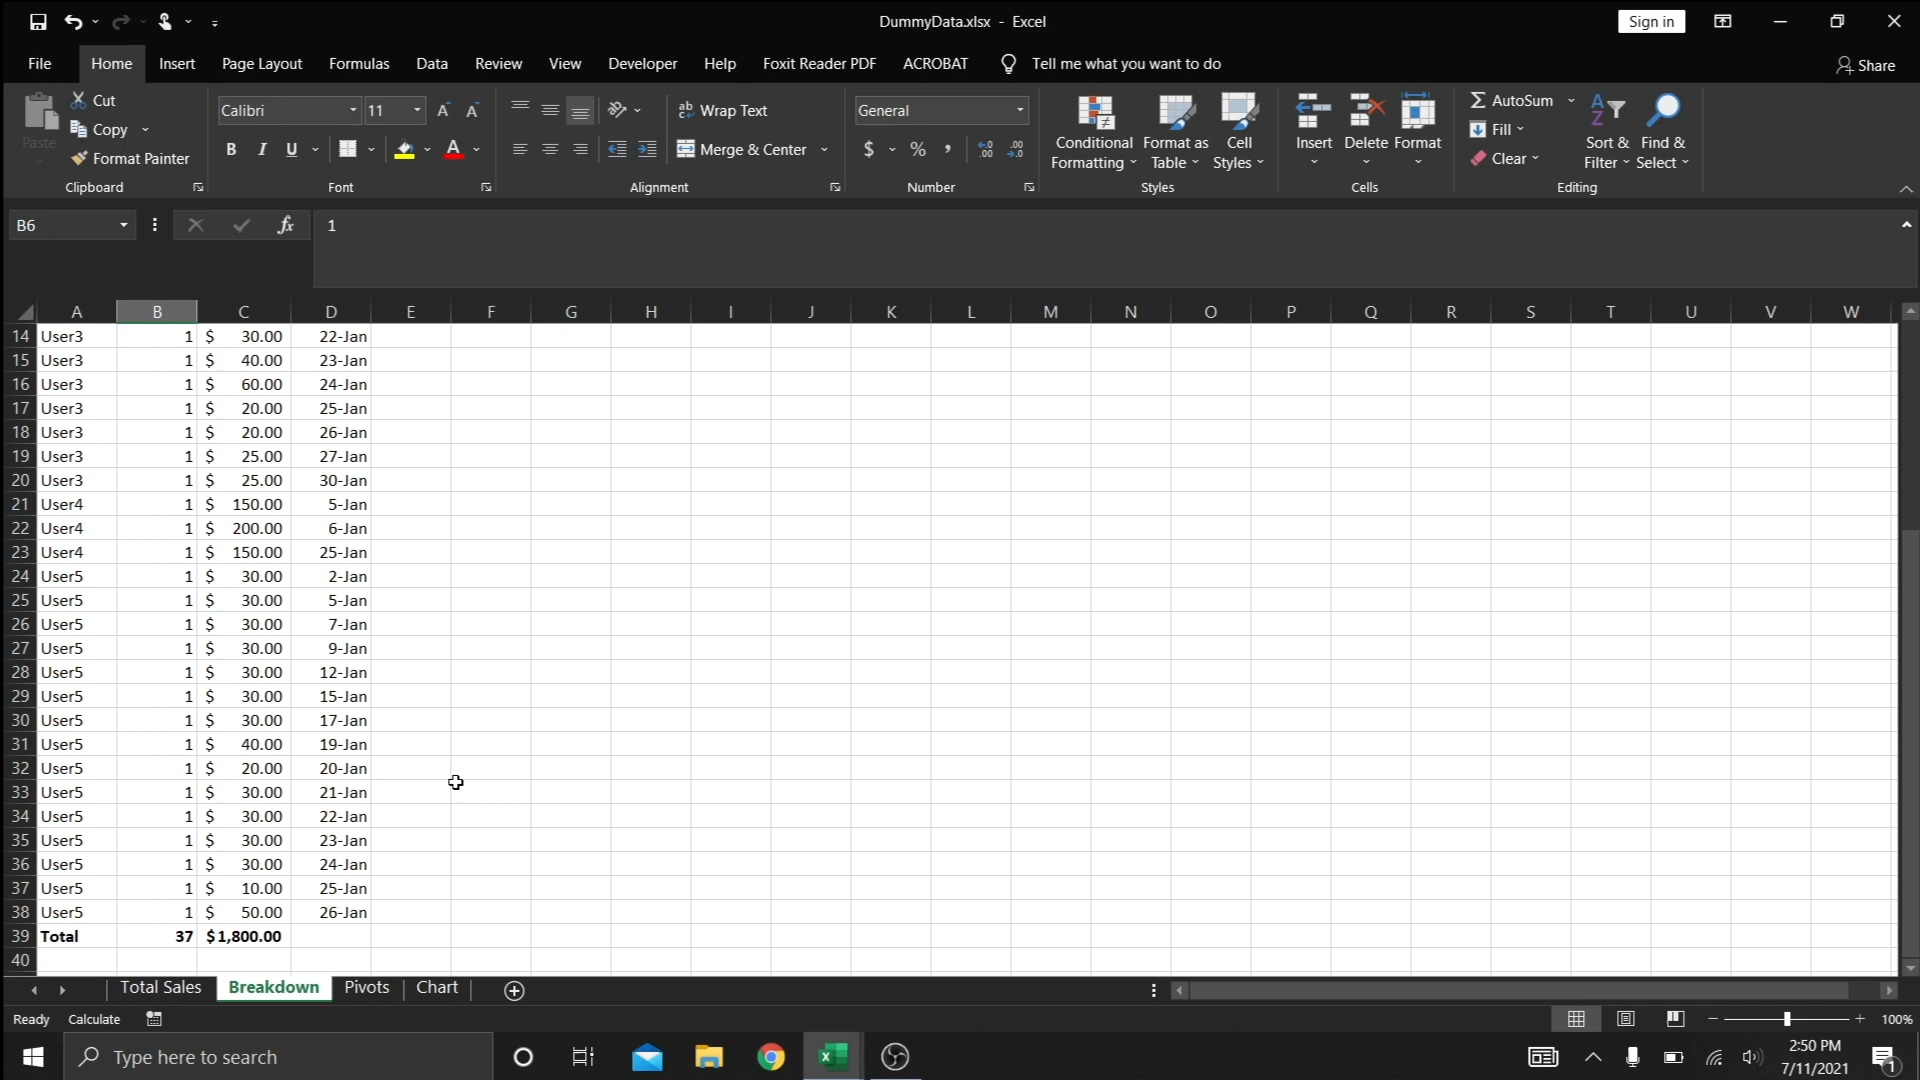 DummyData.xlsx - Excel
Sign in
File Home Insert Page Layout Formulas Data Review View Developer Help Foxit Reader PDF ACROBAT Tell me what you want to do Share
Paste
Cut
Copy
Format Painter
Clipboard
Calibri 11
B I U A
Font
Wrap Text
Merge & Center
Alignment
General
$ % , .00 .00
Number
Conditional Formatting
Format as Table
Cell Styles
Styles
Insert Delete Format
Cells
AutoSum
Fill
Clear
Sort & Filter
Find & Select
Editing
B6 fx 1
A B C D E F G H I J K L M N O P Q R S T U V W
14 User3 1 $ 30.00 22-Jan
15 User3 1 $ 40.00 23-Jan
16 User3 1 $ 60.00 24-Jan
17 User3 1 $ 20.00 25-Jan
18 User3 1 $ 20.00 26-Jan
19 User3 1 $ 25.00 27-Jan
20 User3 1 $ 25.00 30-Jan
21 User4 1 $ 150.00 5-Jan
22 User4 1 $ 200.00 6-Jan
23 User4 1 $ 150.00 25-Jan
24 User5 1 $ 30.00 2-Jan
25 User5 1 $ 30.00 5-Jan
26 User5 1 $ 30.00 7-Jan
27 User5 1 $ 30.00 9-Jan
28 User5 1 $ 30.00 12-Jan
29 User5 1 $ 30.00 15-Jan
30 User5 1 $ 30.00 17-Jan
31 User5 1 $ 40.00 19-Jan
32 User5 1 $ 20.00 20-Jan
33 User5 1 $ 30.00 21-Jan
34 User5 1 $ 30.00 22-Jan
35 User5 1 $ 30.00 23-Jan
36 User5 1 $ 30.00 24-Jan
37 User5 1 $ 10.00 25-Jan
38 User5 1 $ 50.00 26-Jan
39 Total 37 $1,800.00
40
Total Sales Breakdown Pivots Chart
Ready Calculate 100%
Type here to search
2:50 PM
7/11/2021
1